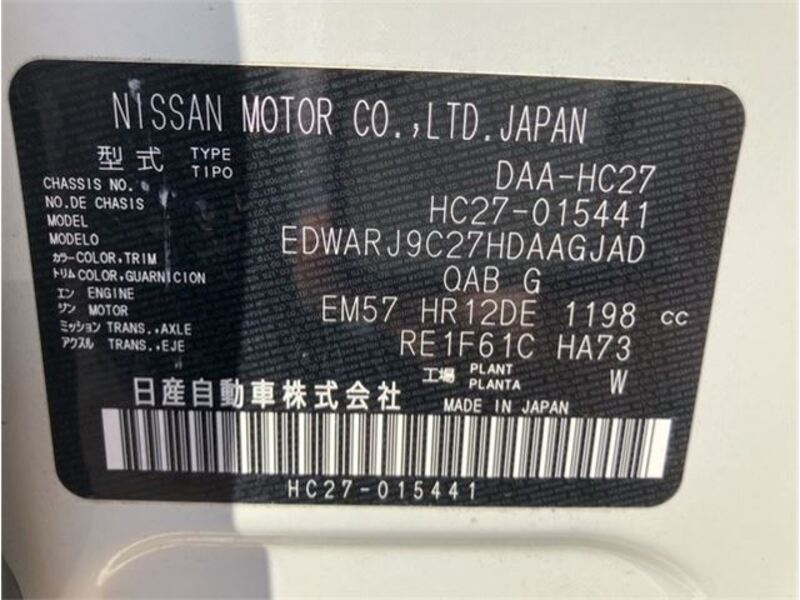 NISSAN MOTOR CO.,LTD.JAPAN
型式 TYPE TIPO DAA-HC27
CHASSIS NO.
NO.DE CHASIS HC27-015441
MODEL
MODELO EDWARJ9C27HDAAGJAD
カラー COLOR,TRIM
トリム COLOR,GUARNICION QAB G
エン ENGINE
ジン MOTOR EM57 HR12DE 1198 cc
ミッション TRANS.,AXLE
アクスル TRANS.,EJE RE1F61C HA73
工場 PLANT PLANTA W
日産自動車株式会社 MADE IN JAPAN
HC27-015441